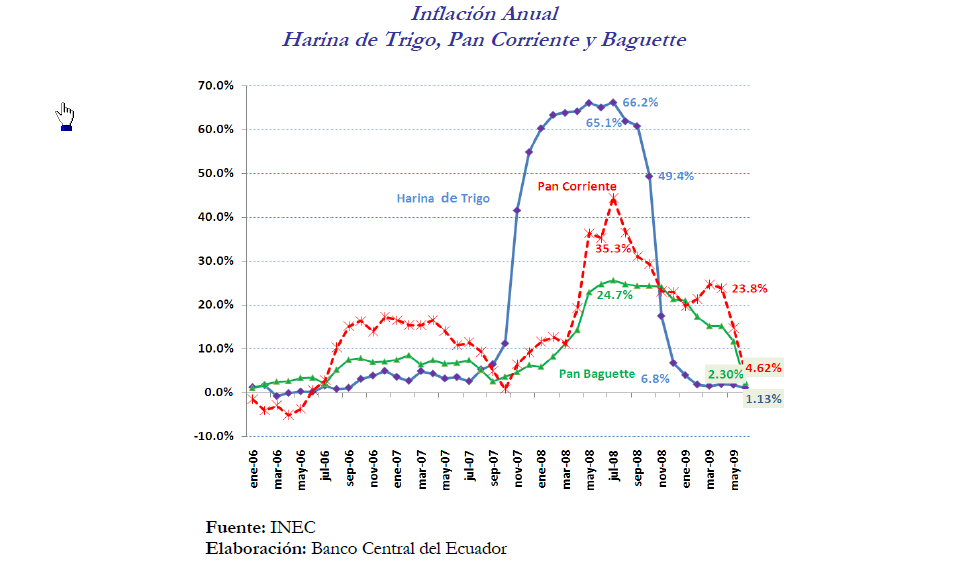 Inflación Anual
Harina de Trigo, Pan Corriente y Baguette
70.0%
60.0%
50.0%
40.0%
30.0%
20.0%
10.0%
0.0%
-10.0%
66.2%
65.1%
49.4%
Pan Corriente
Harina de Trigo
35.3%
24.7%
23.8%
Pan Baguette
6.8%
2.30%
4.62%
1.13%
ene-06
mar-06
may-06
jul-06
sep-06
nov-06
ene-07
mar-07
may-07
jul-07
sep-07
nov-07
ene-08
mar-08
may-08
jul-08
sep-08
nov-08
ene-09
mar-09
may-09
Fuente: INEC
Elaboración: Banco Central del Ecuador